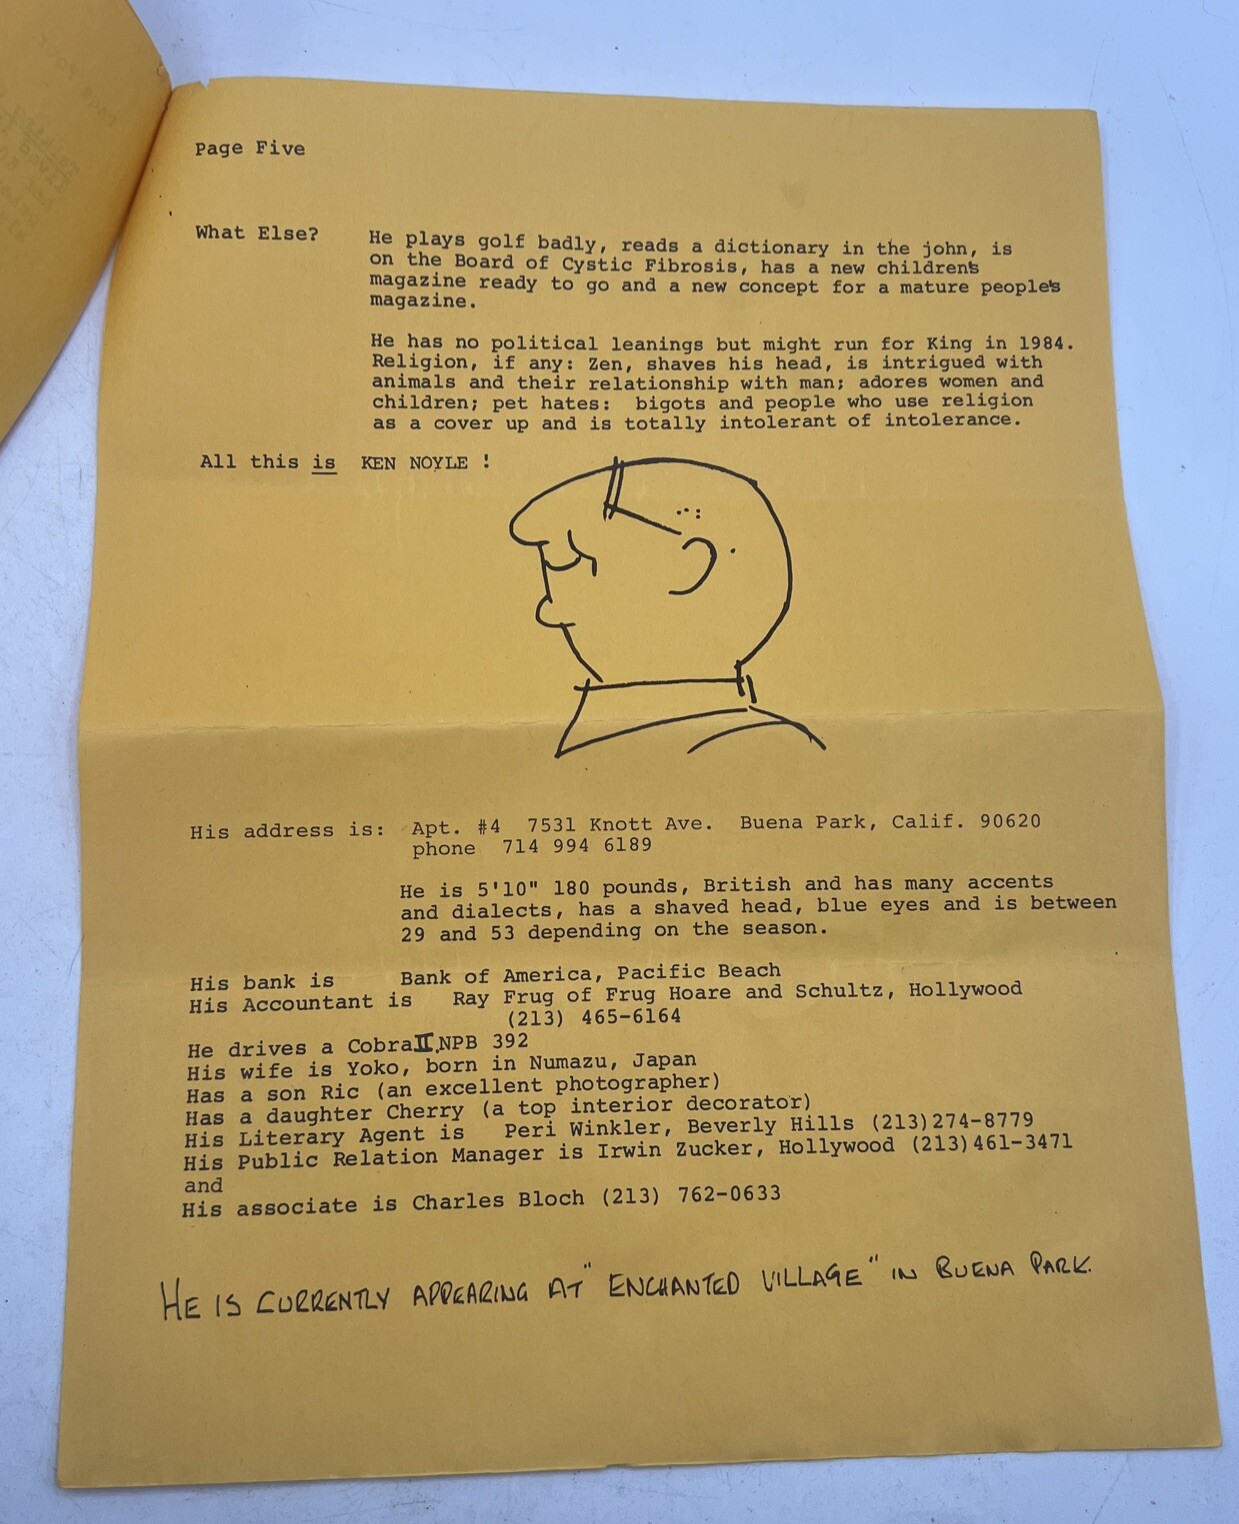 Page Five
What Else? He plays golf badly, reads a dictionary in the john, is
on the Board of Cystic Fibrosis, has a new children's
magazine ready to go and a new concept for a mature people's
magazine.
He has no political leanings but might run for King in 1984.
Religion, if any: Zen, shaves his head, is intrigued with
animals and their relationship with man; adores women and
children; pet hates: bigots and people who use religion
as a cover up and is totally intolerant of intolerance.
All this is KEN NOYLE !
His address is: Apt. #4 7531 Knott Ave. Buena Park, Calif. 90620
phone 714 994 6189
He is 5'10" 180 pounds, British and has many accents
and dialects, has a shaved head, blue eyes and is between
29 and 53 depending on the season.
His bank is Bank of America, Pacific Beach
His Accountant is Ray Frug of Frug Hoare and Schultz, Hollywood
(213) 465-6164
He drives a Cobra II, NPB 392
His wife is Yoko, born in Numazu, Japan
Has a son Ric (an excellent photographer)
Has a daughter Cherry (a top interior decorator)
His Literary Agent is Peri Winkler, Beverly Hills (213)274-8779
His Public Relation Manager is Irwin Zucker, Hollywood (213)461-3471
and
His associate is Charles Bloch (213) 762-0633
HE IS CURRENTLY APPEARING AT "ENCHANTED VILLAGE" IN BUENA PARK.